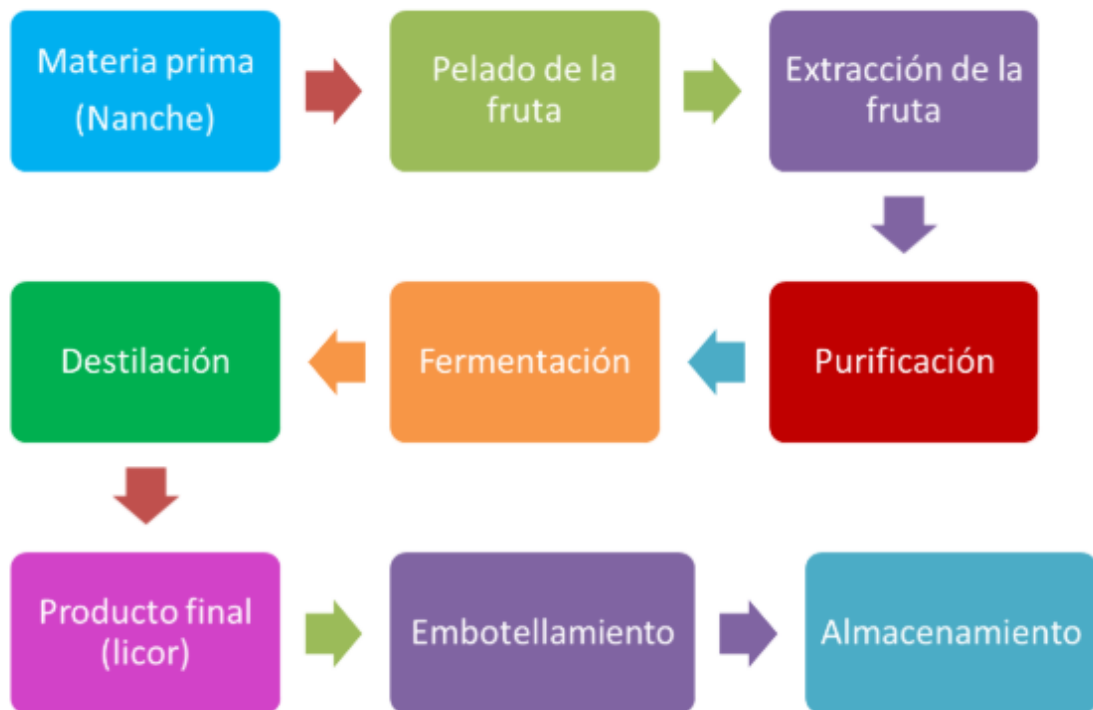 Materia prima
(Nanche)
Pelado de la
fruta
Extracción de la
fruta
Purificación
Fermentación
Destilación
Producto final
(licor)
Embotellamiento
Almacenamiento